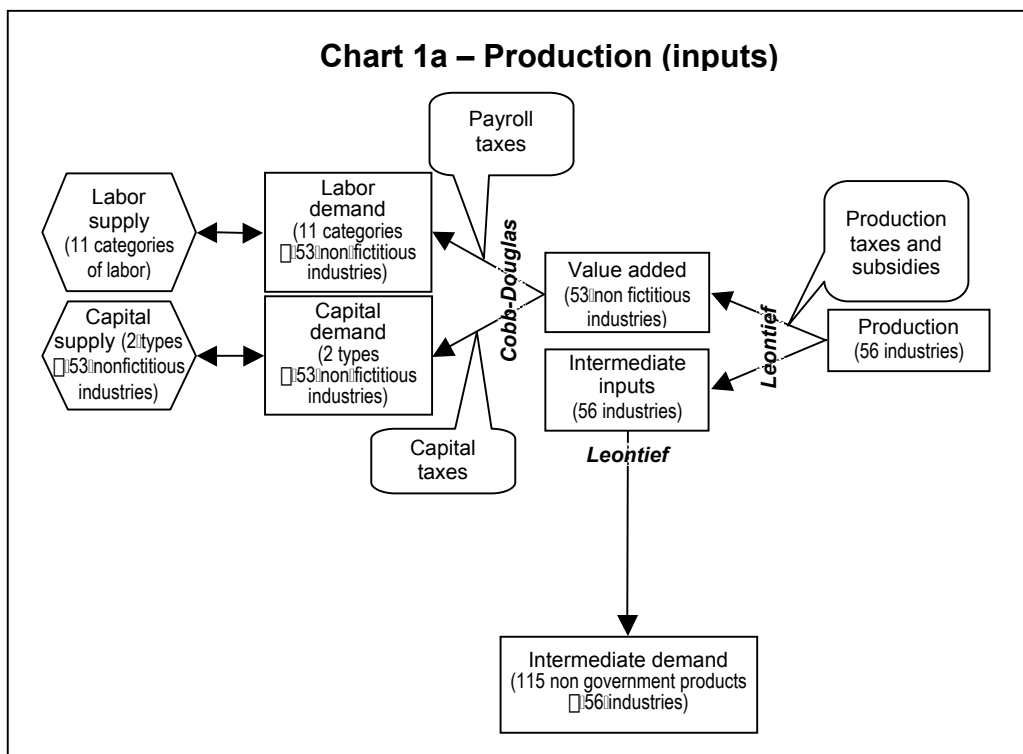 Chart 1a – Production (inputs)
Payroll
taxes
Labor
supply
(11 categories
of labor)
Labor
demand
(11 categories
53 non fictitious
industries)
Production
taxes and
subsidies
Cobb-Douglas
Value added
(53 non fictitious
industries)
Leontief
Production
(56 industries)
Capital
supply (2 types
53 nonfictitious
industries)
Capital
demand
(2 types
53 non fictitious
industries)
Intermediate
inputs
(56 industries)
Capital
taxes
Leontief
Intermediate demand
(115 non government products
56 industries)